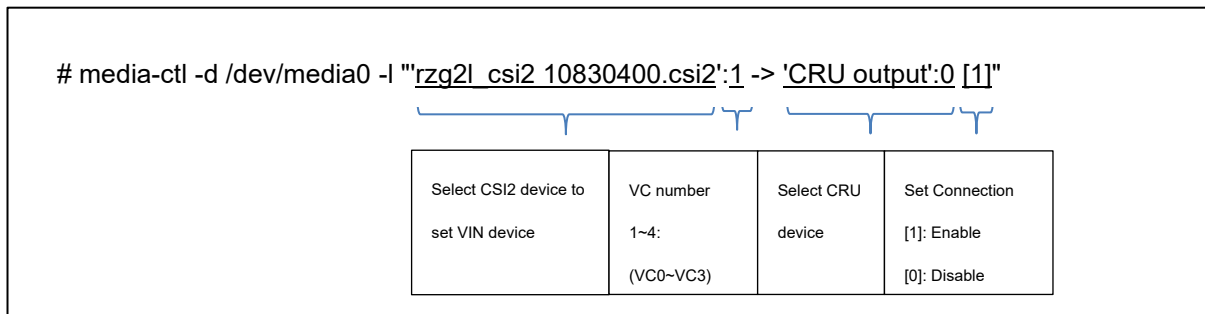 # media-ctl -d /dev/media0 -l "'rzg2l_csi2 10830400.csi2':1 -> 'CRU output':0 [1]"
Select CSI2 device to
set VIN device
VC number
1~4:
(VC0~VC3)
Select CRU
device
Set Connection
[1]: Enable
[0]: Disable